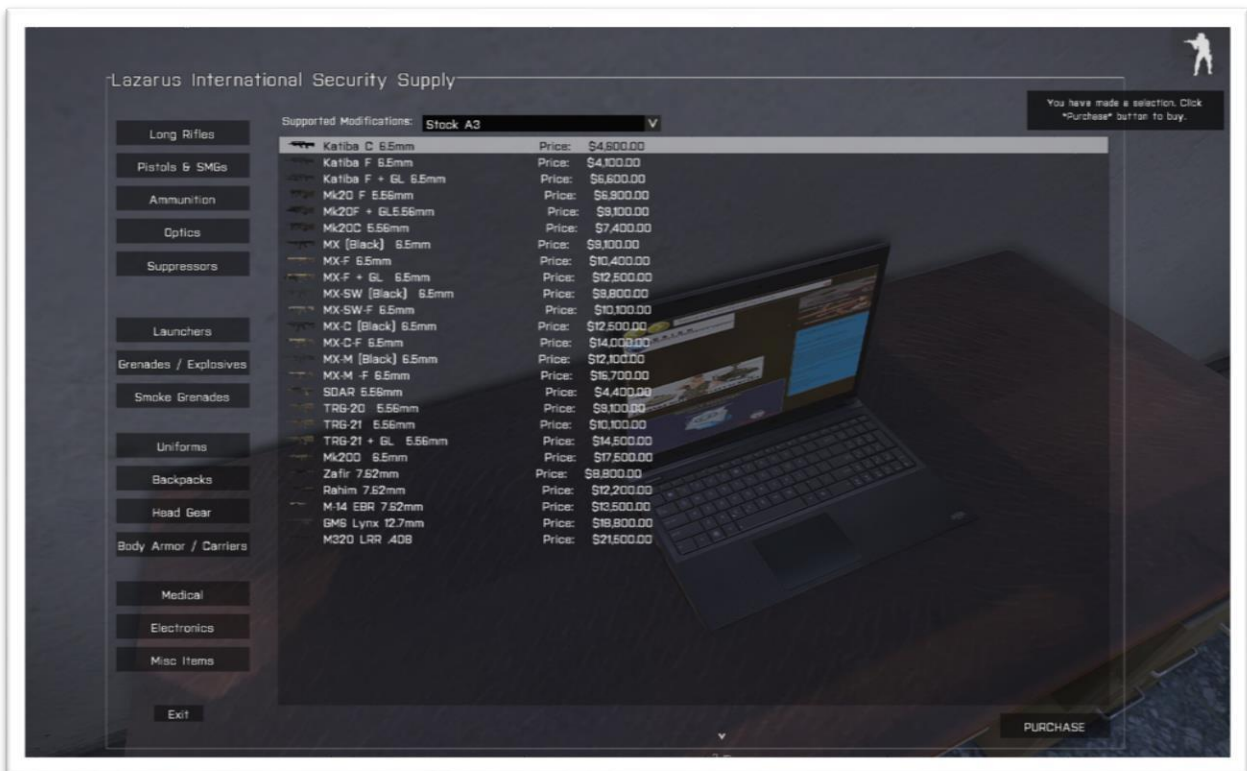 Lazarus International Security Supply
You have made a selection. Click
"Purchase" button to buy.
Supported Modifications: Stock A3
Long Rifles
Pistols & SMGs
Ammunition
Optics
Suppressors
Launchers
Grenades / Explosives
Smoke Grenades
Uniforms
Backpacks
Head Gear
Body Armor / Carriers
Medical
Electronics
Misc Items
Exit
Katiba C 6.5mm Price: $4,600.00
Katiba F 6.5mm Price: $4,100.00
Katiba F + GL 6.5mm Price: $6,600.00
Mk20 F 5.56mm Price: $6,900.00
Mk20F + GL5.56mm Price: $9,100.00
Mk20C 5.56mm Price: $7,400.00
MX (Black) 6.5mm Price: $9,100.00
MX-F 6.5mm Price: $10,400.00
MX-F + GL 6.5mm Price: $12,500.00
MX-SW (Black) 6.5mm Price: $9,800.00
MX-SW-F 6.5mm Price: $10,100.00
MX-C (Black) 6.5mm Price: $12,500.00
MX-C-F 6.5mm Price: $14,000.00
MX-M (Black) 6.5mm Price: $12,100.00
MX-M -F 6.5mm Price: $16,700.00
SDAR 5.56mm Price: $4,400.00
TRG-20 5.56mm Price: $9,100.00
TRG-21 5.56mm Price: $10,100.00
TRG-21 + GL 5.56mm Price: $14,500.00
Mk200 6.5mm Price: $17,500.00
Zafir 7.62mm Price: $8,800.00
Rahim 7.62mm Price: $12,200.00
M-14 EBR 7.62mm Price: $13,500.00
GM6 Lynx 12.7mm Price: $18,800.00
M320 LRR .408 Price: $21,500.00
PURCHASE